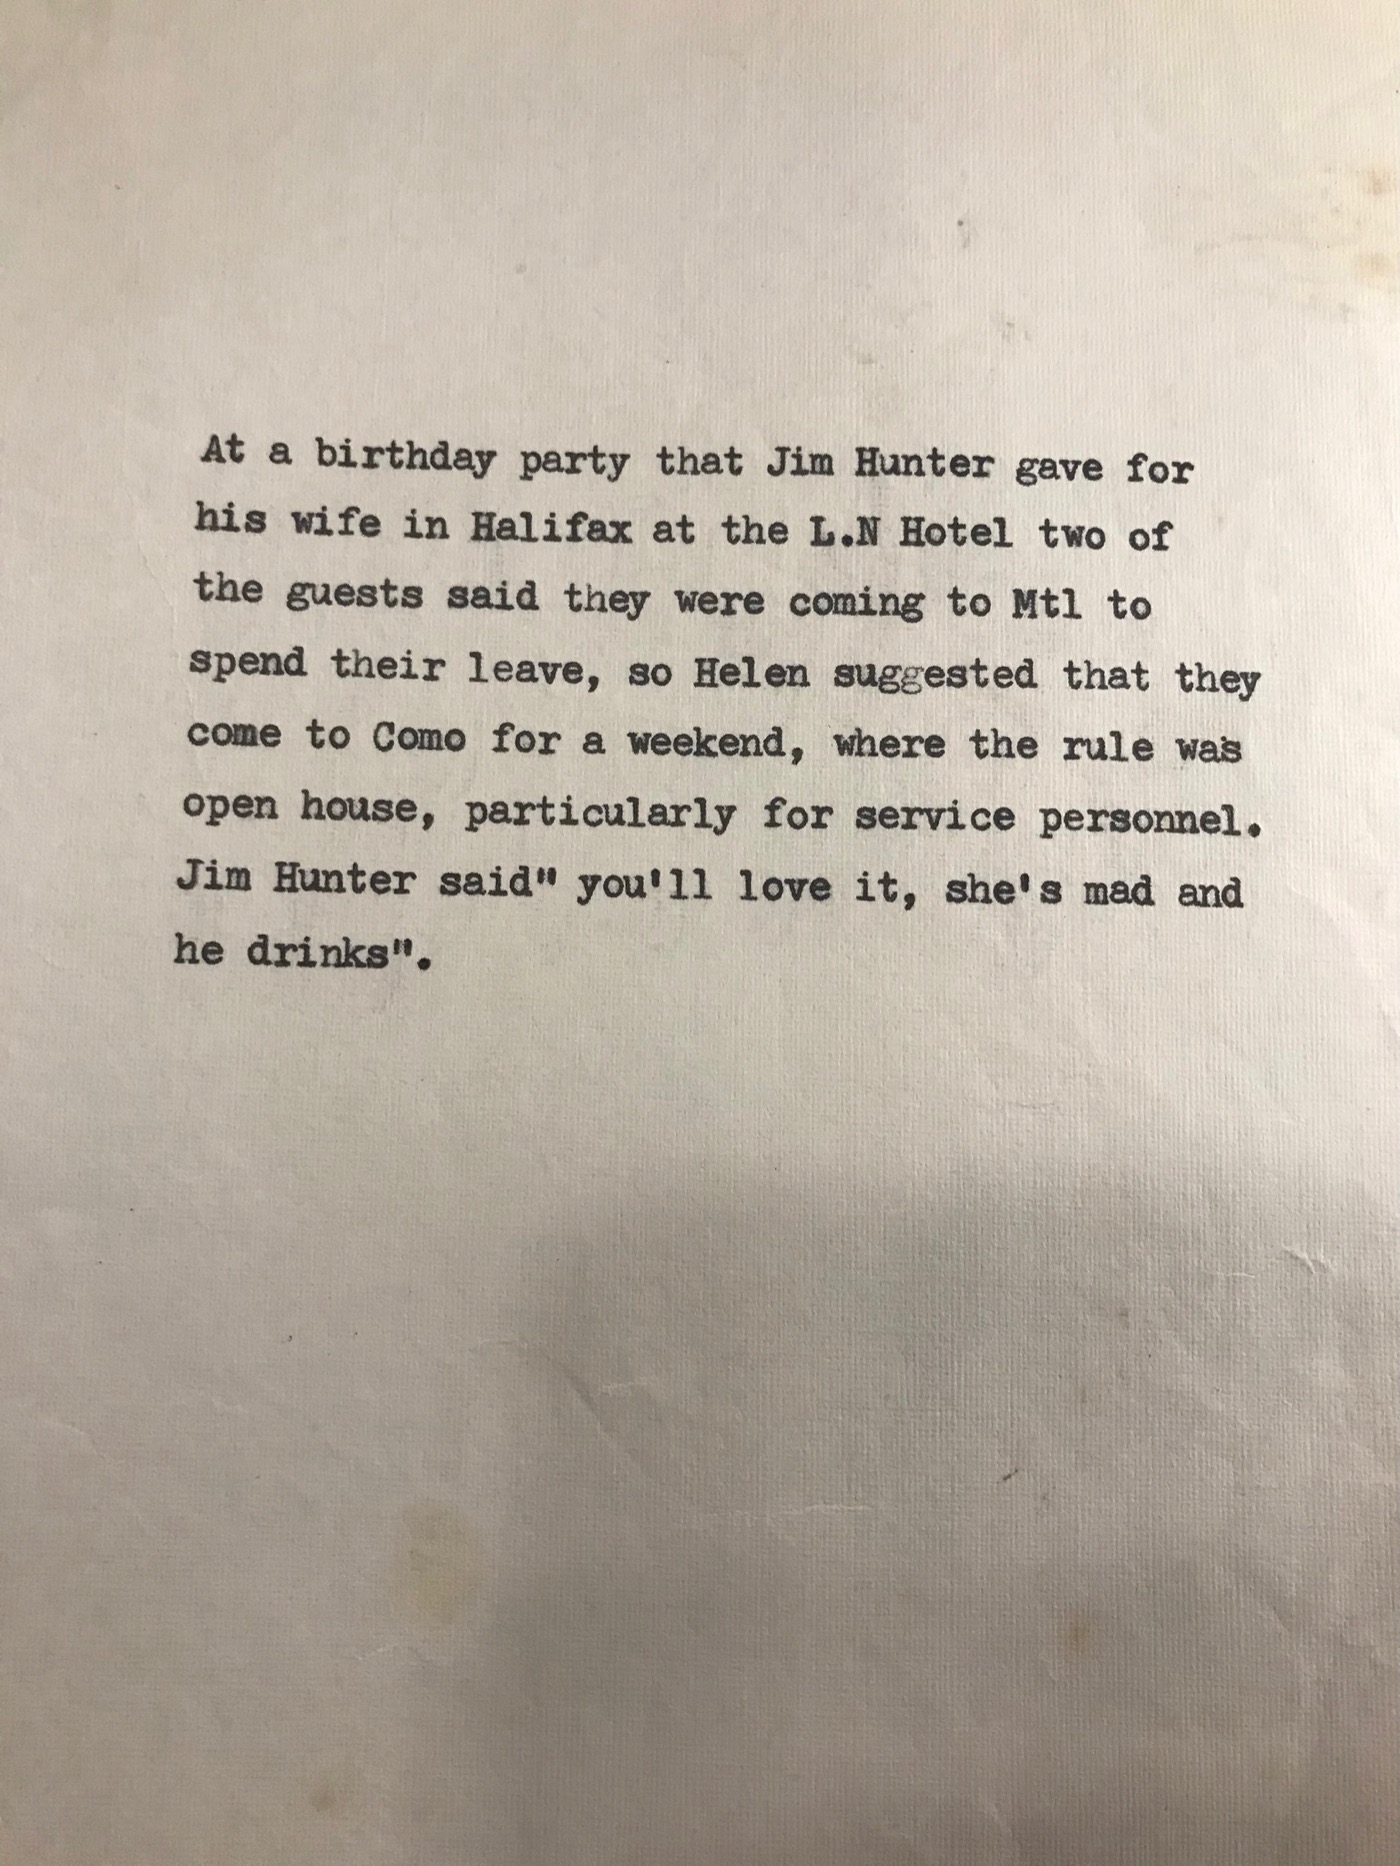 At a birthday party that Jim Hunter gave for
his wife in Halifax at the L.N Hotel two of
the guests said they were coming to Mtl to
spend their leave, so Helen suggested that they
come to Como for a weekend, where the rule was
open house, particularly for service personnel.
Jim Hunter said" you'll love it, she's mad and
he drinks".